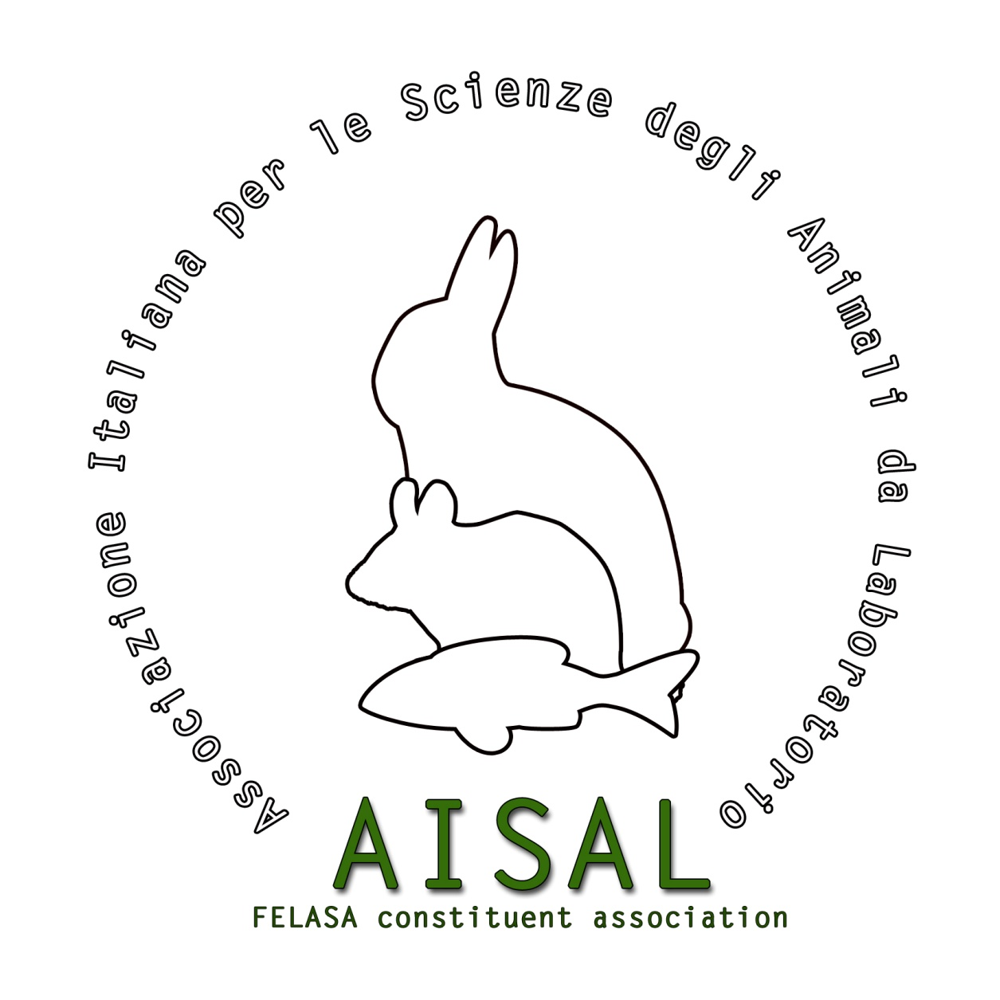 Associazione Italiana per le Scienze degli Animali da Laboratorio
AISAL
FELASA constituent association